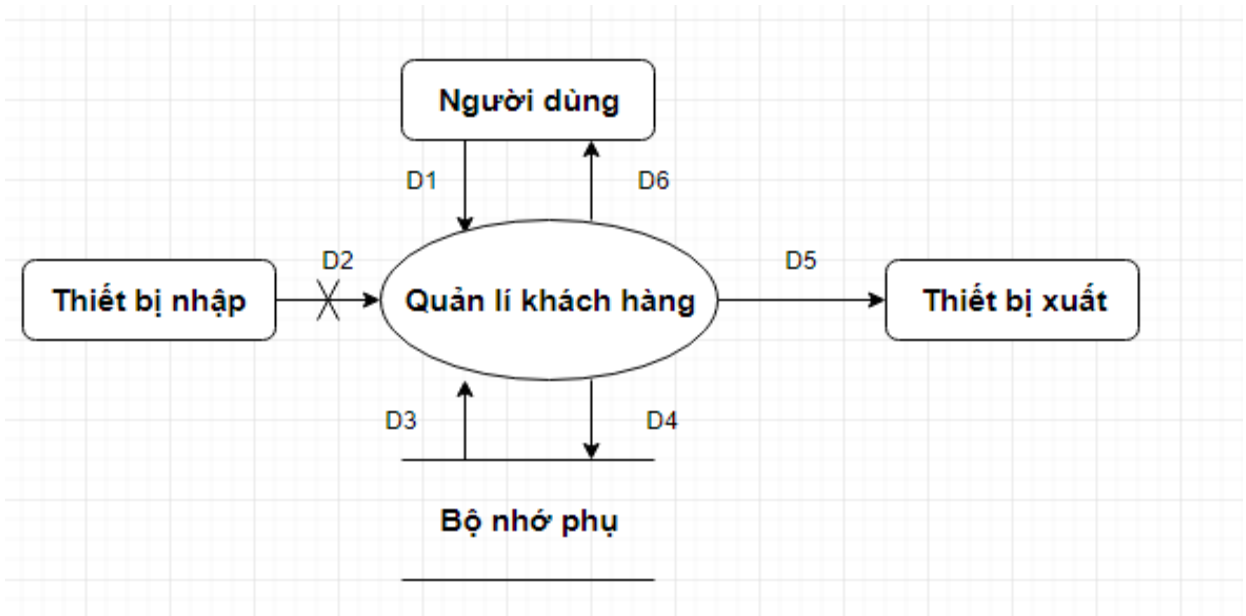 Người dùng
D1
D6
D2
D5
Thiết bị nhập
Quản lí khách hàng
Thiết bị xuất
D3
D4
Bộ nhớ phụ